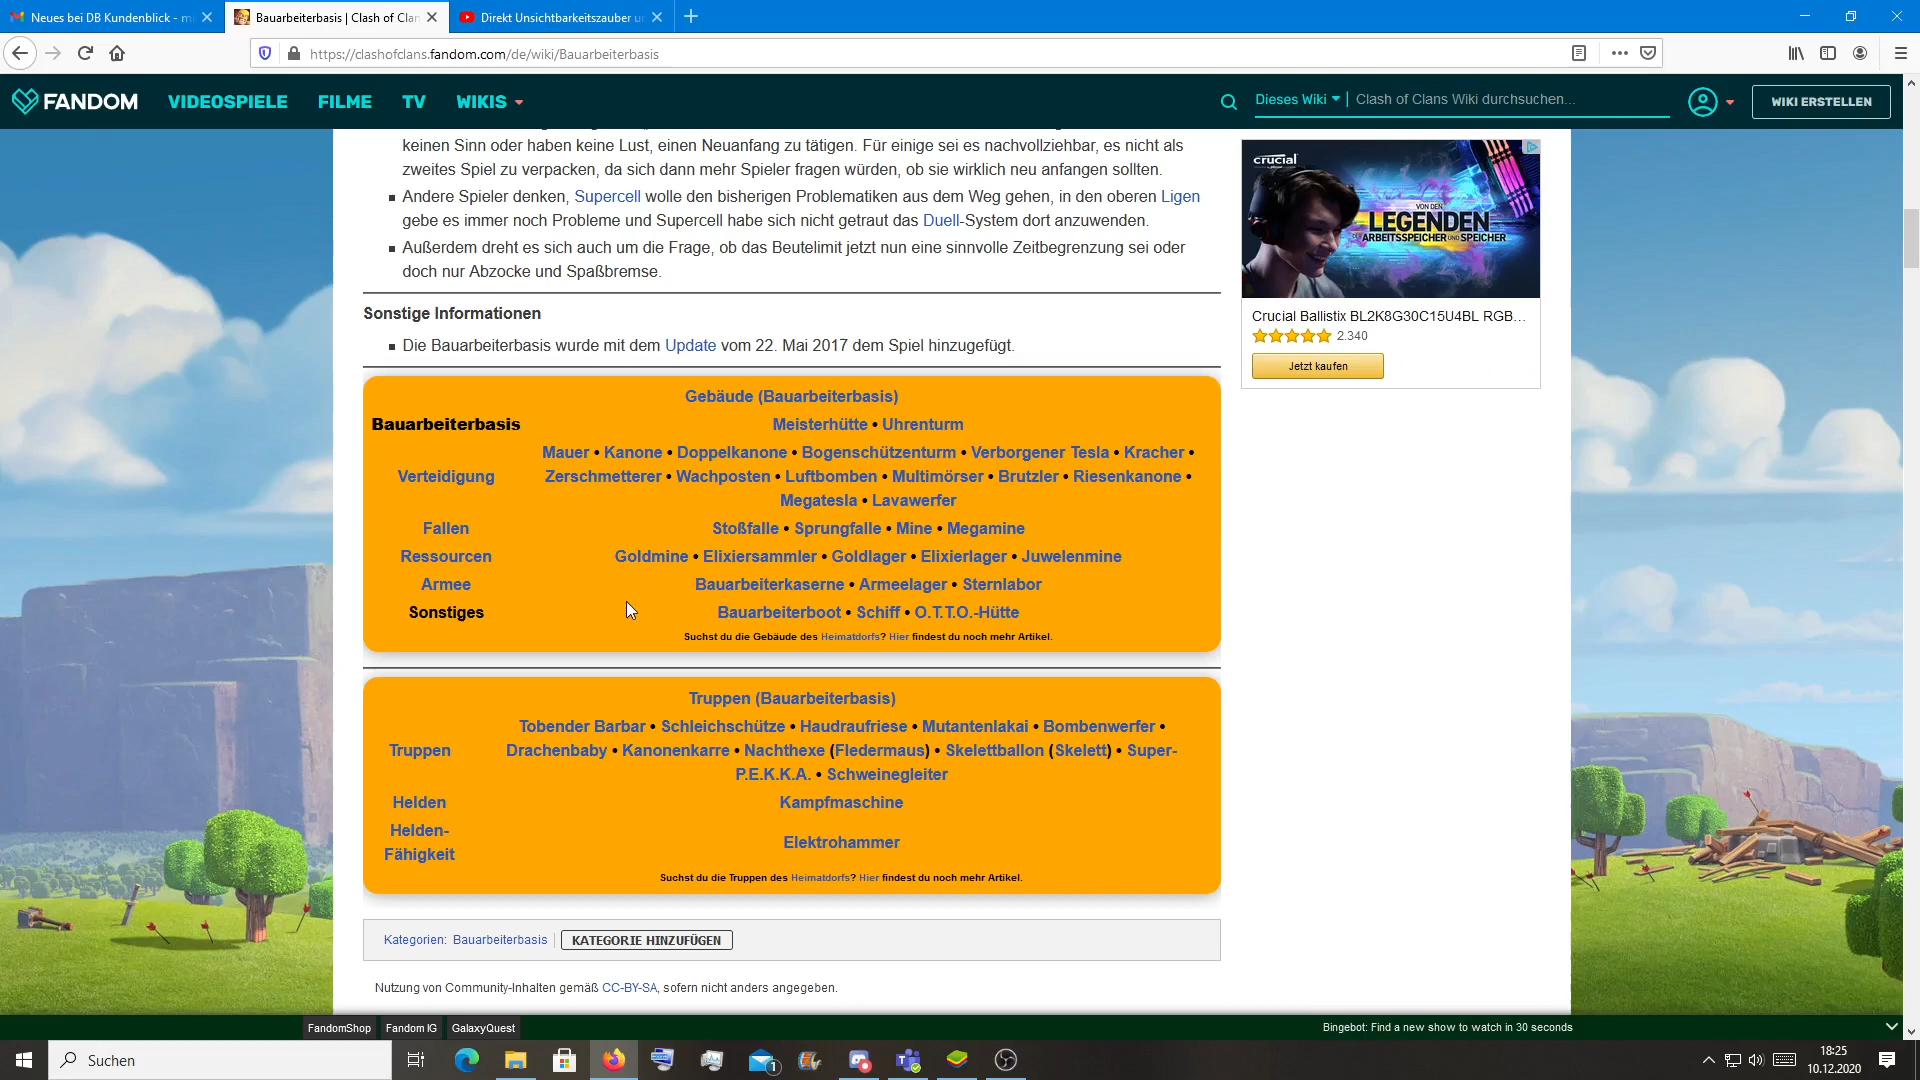 Neues bei DB Kundenblick - mi
Bauarbeiterbasis | Clash of Clan
Direkt Unsichtbarkeitszauber u
https://clashofclans.fandom.com/de/wiki/Bauarbeiterbasis
FANDOM VIDEOSPIELE FILME TV WIKIS
Dieses Wiki Clash of Clans Wiki durchsuchen...
WIKI ERSTELLEN
keinen Sinn oder haben keine Lust, einen Neuanfang zu tätigen. Für einige sei es nachvollziehbar, es nicht als
zweites Spiel zu verpacken, da sich dann mehr Spieler fragen würden, ob sie wirklich neu anfangen sollten.
Andere Spieler denken, Supercell wolle den bisherigen Problematiken aus dem Weg gehen, in den oberen Ligen
gebe es immer noch Probleme und Supercell habe sich nicht getraut das Duell-System dort anzuwenden.
Außerdem dreht es sich auch um die Frage, ob das Beutelimit jetzt nun eine sinnvolle Zeitbegrenzung sei oder
doch nur Abzocke und Spaßbremse.
Sonstige Informationen
Die Bauarbeiterbasis wurde mit dem Update vom 22. Mai 2017 dem Spiel hinzugefügt.
Gebäude (Bauarbeiterbasis)
Bauarbeiterbasis Meisterhütte • Uhrenturm
Verteidigung
Mauer • Kanone • Doppelkanone • Bogenschützenturm • Verborgener Tesla • Kracher •
Zerschmetterer • Wachposten • Luftbomben • Multimörser • Brutzler • Riesenkanone •
Megatesla • Lavawerfer
Fallen Stoßfalle • Sprungfalle • Mine • Megamine
Ressourcen Goldmine • Elixiersammler • Goldlager • Elixierlager • Juwelenmine
Armee Bauarbeiterkaserne • Armeelager • Sternlabor
Sonstiges Bauarbeiterboot • Schiff • O.T.T.O.-Hütte
Suchst du die Gebäude des Heimatdorfs? Hier findest du noch mehr Artikel.
Truppen (Bauarbeiterbasis)
Truppen
Tobender Barbar • Schleichschütze • Haudraufriese • Mutantenlakai • Bombenwerfer •
Drachenbaby • Kanonenkarre • Nachthexe (Fledermaus) • Skelettballon (Skelett) • Super-
P.E.K.K.A. • Schweinegleiter
Helden Kampfmaschine
Helden-
Fähigkeit
Elektrohammer
Suchst du die Truppen des Heimatdorfs? Hier findest du noch mehr Artikel.
Kategorien: Bauarbeiterbasis KATEGORIE HINZUFÜGEN
Nutzung von Community-Inhalten gemäß CC-BY-SA, sofern nicht anders angegeben.
crucial
VON DEN
LEGENDEN
ARBEITSSPEICHER UND SPEICHER
Crucial Ballistix BL2K8G30C15U4BL RGB...
2.340
Jetzt kaufen
FandomShop Fandom IG GalaxyQuest
Bingebot: Find a new show to watch in 30 seconds
Suchen
1
18:25
10.12.2020